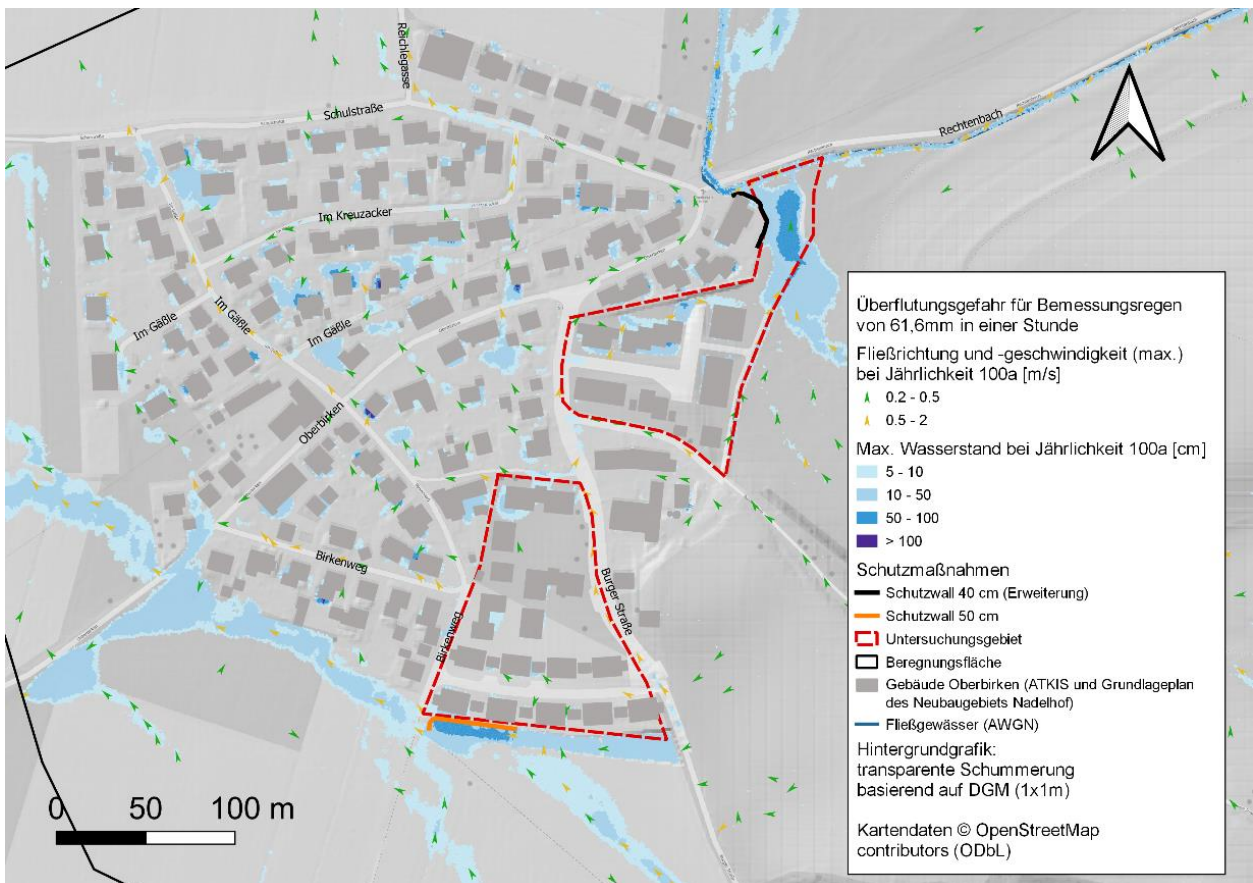 Reichlegasse
Schulstraße
Rechtenbach
Im Kreuzacker
Im Gäßle
Im Gäßle
Im Gäßle
Oberbirken
Birkenweg
Burger Straße
Birkenweg
0 50 100 m
Überflutungsgefahr für Bemessungsregen
von 61,6mm in einer Stunde
Fließrichtung und -geschwindigkeit (max.)
bei Jährlichkeit 100a [m/s]
0.2 - 0.5
0.5 - 2
Max. Wasserstand bei Jährlichkeit 100a [cm]
5 - 10
10 - 50
50 - 100
> 100
Schutzmaßnahmen
Schutzwall 40 cm (Erweiterung)
Schutzwall 50 cm
Untersuchungsgebiet
Beregnungsfläche
Gebäude Oberbirken (ATKIS und Grundlageplan
des Neubaugebiets Nadelhof)
Fließgewässer (AWGN)
Hintergrundgrafik:
transparente Schummerung
basierend auf DGM (1x1m)
Kartendaten © OpenStreetMap
contributors (ODbL)